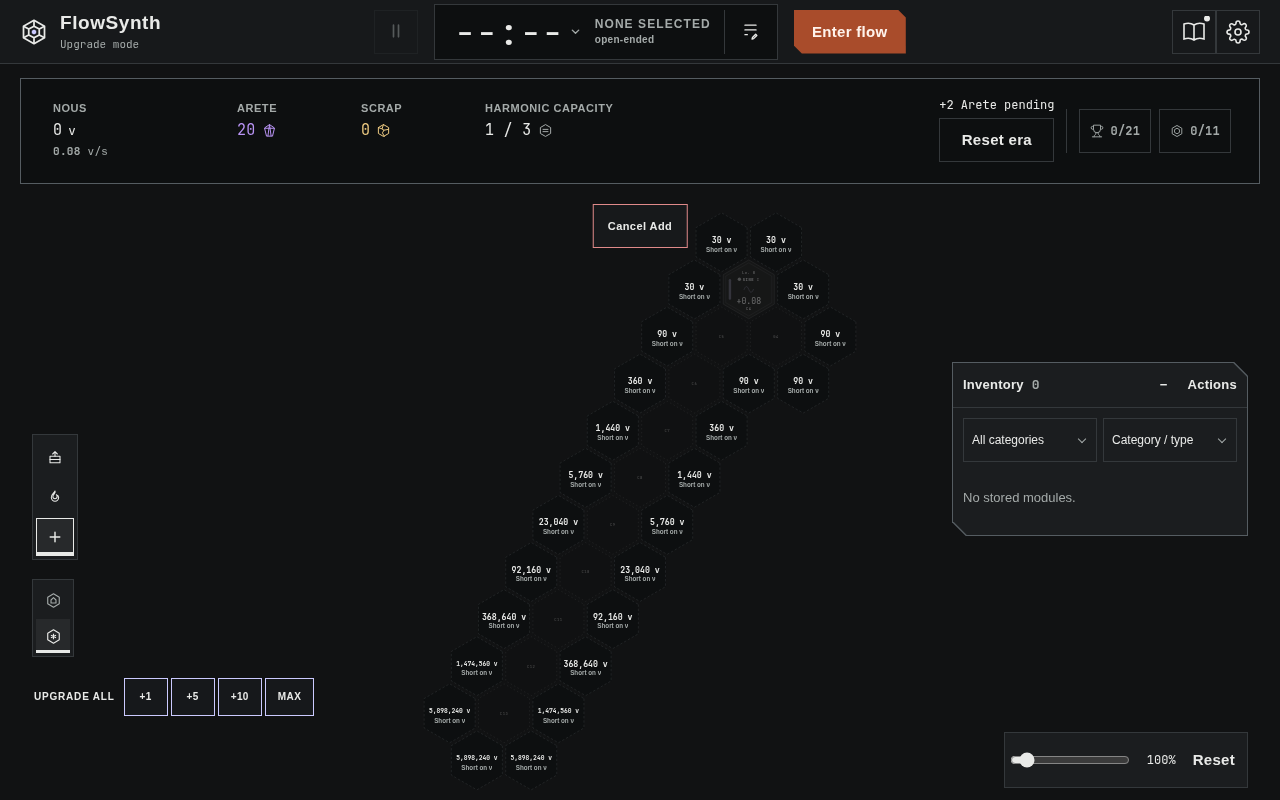 FlowSynth
Upgrade mode
--:--
NONE SELECTED
open-ended
Enter flow
NOUS
0 v
0.08 v/s
ARETE
20
SCRAP
0
HARMONIC CAPACITY
1 / 3
+2 Arete pending
Reset era
0/21
0/11
Cancel Add
30 v
Short on v
30 v
Short on v
30 v
Short on v
+0.08
30 v
Short on v
90 v
Short on v
90 v
Short on v
360 v
Short on v
90 v
Short on v
90 v
Short on v
1,440 v
Short on v
360 v
Short on v
5,760 v
Short on v
1,440 v
Short on v
23,040 v
Short on v
5,760 v
Short on v
92,160 v
Short on v
23,040 v
Short on v
368,640 v
Short on v
92,160 v
Short on v
1,474,560 v
Short on v
368,640 v
Short on v
5,898,240 v
Short on v
1,474,560 v
Short on v
5,898,240 v
Short on v
5,898,240 v
Short on v
Inventory 0
− Actions
All categories
Category / type
No stored modules.
UPGRADE ALL
+1
+5
+10
MAX
100%
Reset